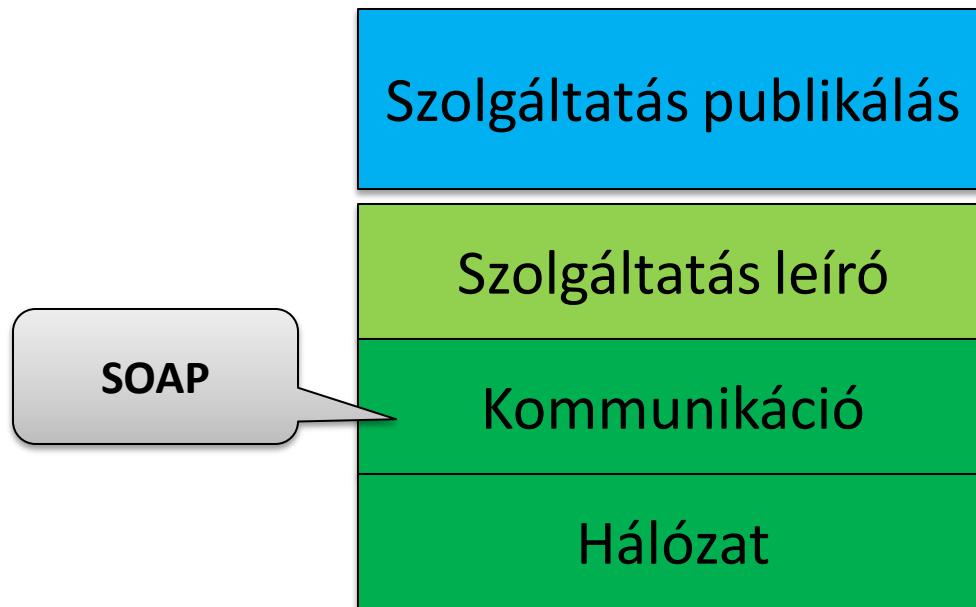 Szolgáltatás publikálás
Szolgáltatás leíró
SOAP
Kommunikáció
Hálózat